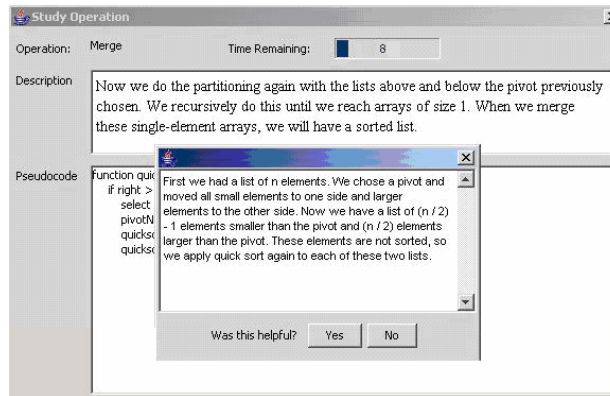 Study Operation
Operation: Merge Time Remaining: 8
Description
Now we do the partitioning again with the lists above and below the pivot previously
chosen. We recursively do this until we reach arrays of size 1. When we merge
these single-element arrays, we will have a sorted list.
Pseudocode
function quic
if right >
select
pivotN
quickso
quickso
First we had a list of n elements. We chose a pivot and
moved all small elements to one side and larger
elements to the other side. Now we have a list of (n / 2)
- 1 elements smaller than the pivot and (n / 2) elements
larger than the pivot. These elements are not sorted, so
we apply quick sort again to each of these two lists.
Was this helpful? Yes No